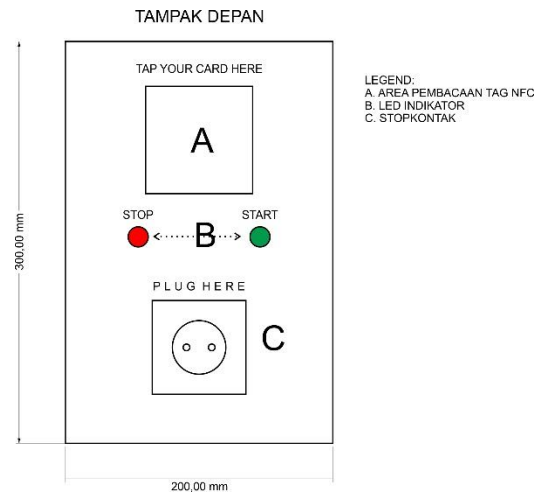 TAMPAK DEPAN
TAP YOUR CARD HERE
A
LEGEND:
A. AREA PEMBACAAN TAG NFC
B. LED INDIKATOR
C. STOPKONTAK
STOP
START
B
300,00 mm
PLUG HERE
C
200,00 mm